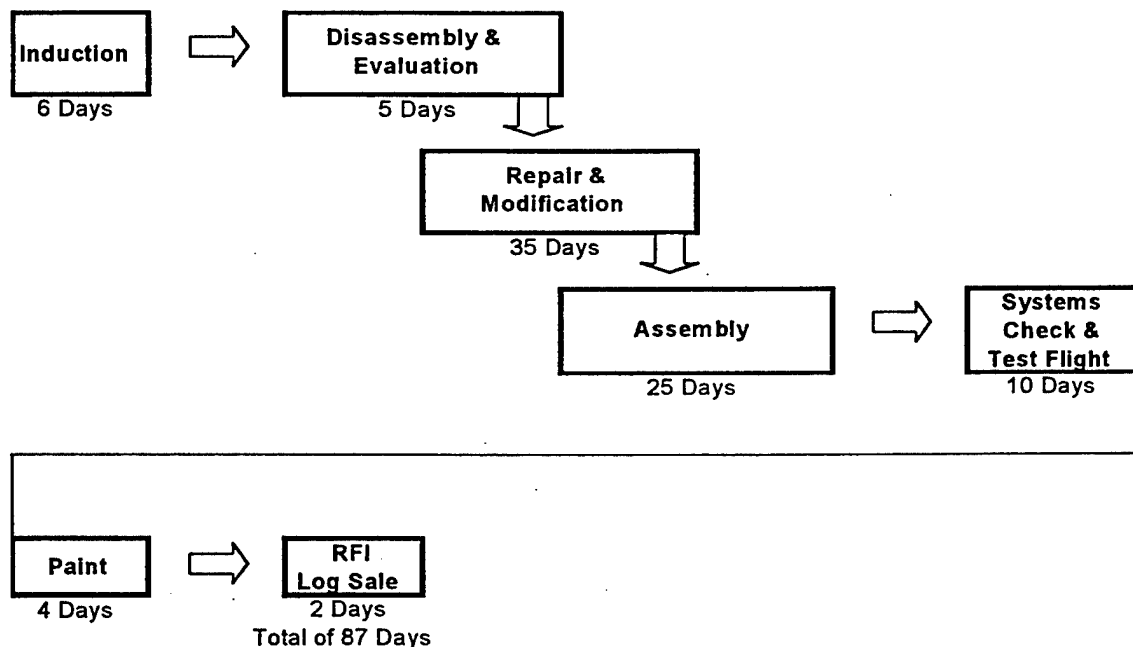 Induction
6 Days
Disassembly &
Evaluation
5 Days
Repair &
Modification
35 Days
Assembly
25 Days
Systems
Check &
Test Flight
10 Days
Paint
4 Days
RFI
Log Sale
2 Days
Total of 87 Days